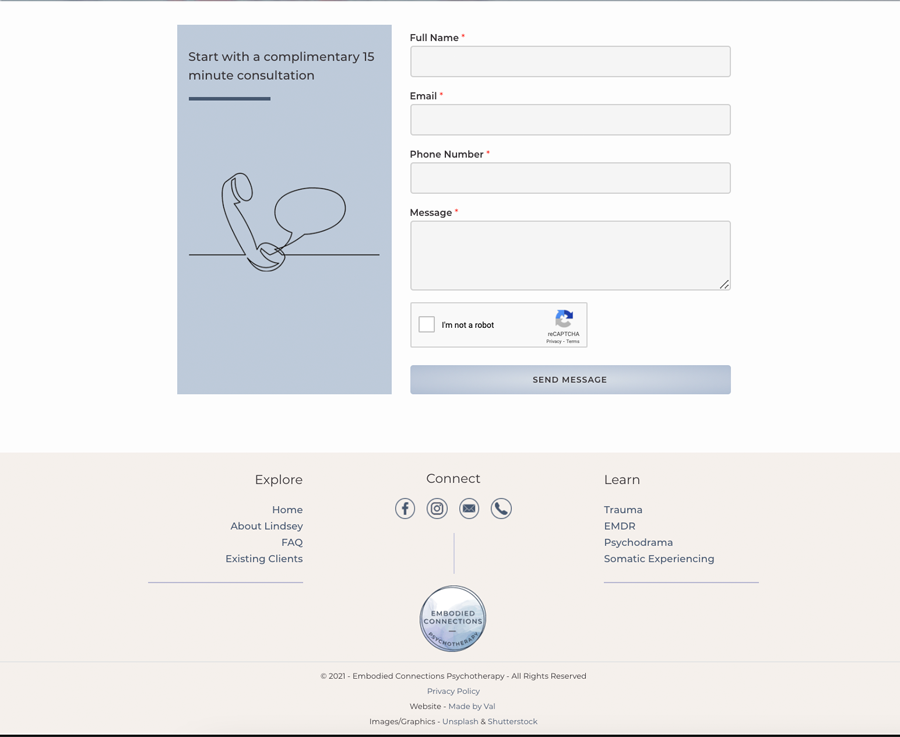 Start with a complimentary 15
minute consultation
Full Name *
Email *
Phone Number *
Message *
I'm not a robot
reCAPTCHA
Privacy - Terms
SEND MESSAGE
Explore
Home
About Lindsey
FAQ
Existing Clients
Connect
EMBODIED
CONNECTIONS
PSYCHOTHERAPY
Learn
Trauma
EMDR
Psychodrama
Somatic Experiencing
© 2021 - Embodied Connections Psychotherapy - All Rights Reserved
Privacy Policy
Website - Made by Val
Images/Graphics - Unsplash & Shutterstock